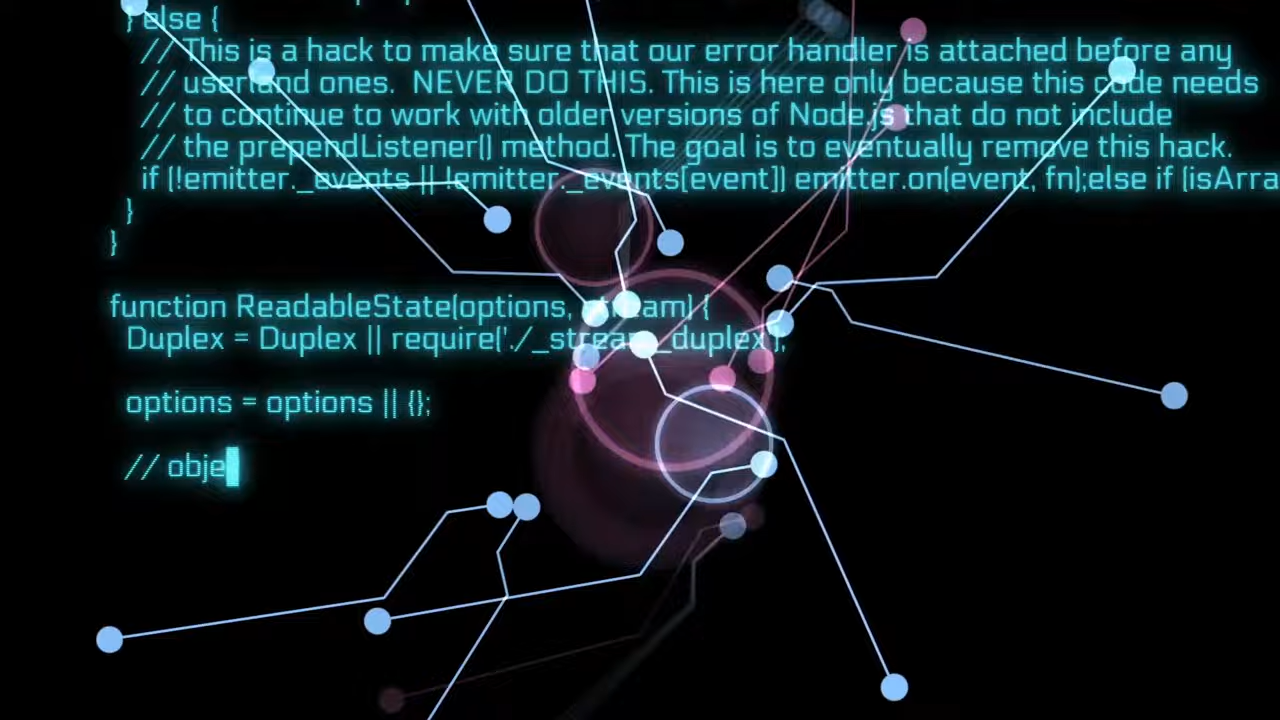 } else {
// This is a hack to make sure that our error handler is attached before any
// userland ones.  NEVER DO THIS. This is here only because this code needs
// to continue to work with older versions of Node.js that do not include
// the prependListener() method. The goal is to eventually remove this hack.
if (!emitter._events || !emitter._events[event]) emitter.on(event, fn);else if (isArra
}
}
function ReadableState(options, stream) {
Duplex = Duplex || require('./_stream_duplex');
options = options || {};
// obje